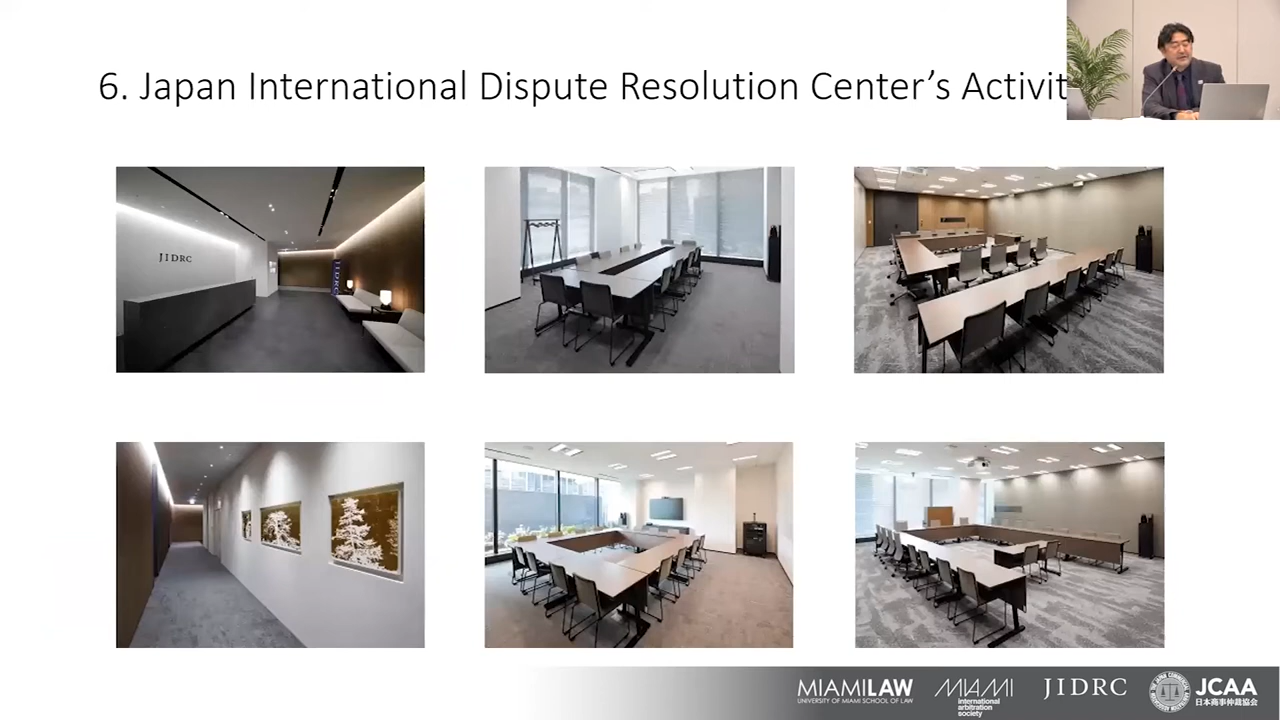 6. Japan International Dispute Resolution Center's Activit
JIDRC
JIDRC
MIAMILAW
UNIVERSITY OF MIAMI SCHOOL OF LAW
MIAMI
international
arbitration
society
JIDRC
JCAA
日本商事仲裁協会